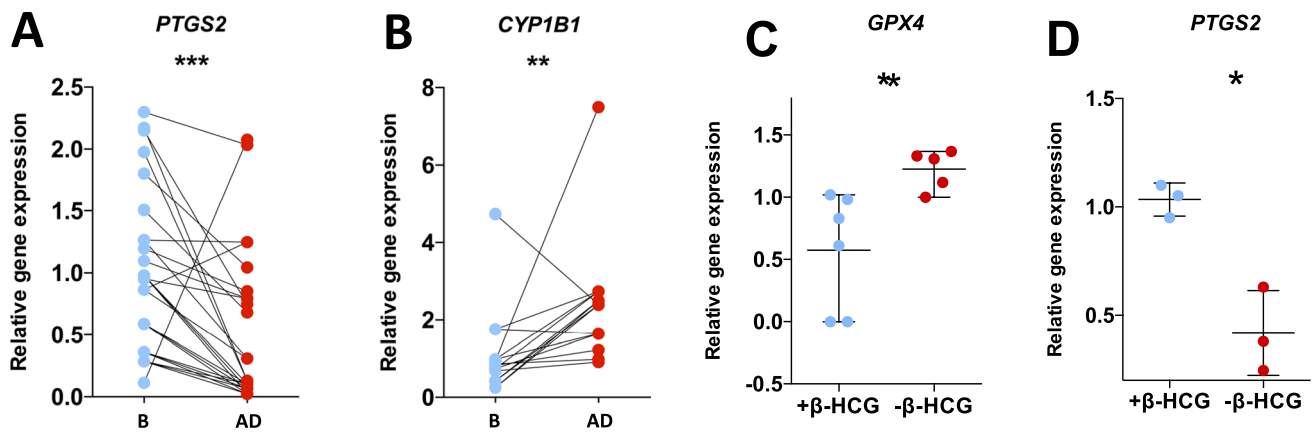 A
PTGS2
***
Relative gene expression
2.5
2.0
1.5
1.0
0.5
0.0
B
AD
B
CYP1B1
**
Relative gene expression
8
6
4
2
0
B
AD
C
GPX4
**
Relative gene expression
1.5
1.0
0.5
0.0
-0.5
+β-HCG
-β-HCG
D
PTGS2
*
Relative gene expression
1.5
1.0
0.5
+β-HCG
-β-HCG